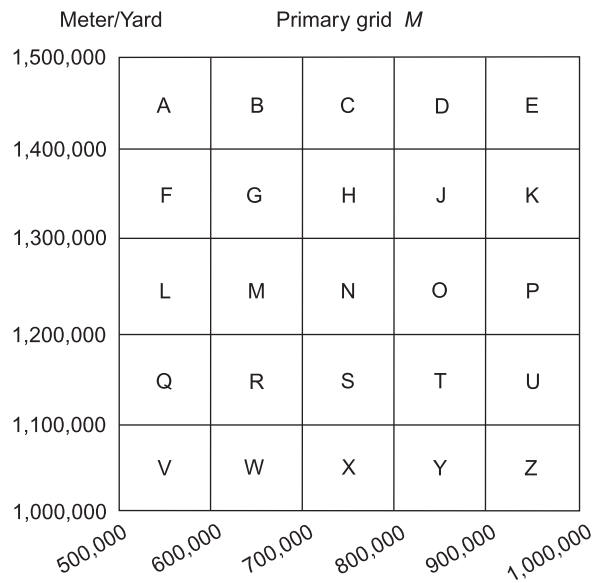 Meter/Yard Primary grid M
1,500,000
A B C D E
1,400,000
F G H J K
1,300,000
L M N O P
1,200,000
Q R S T U
1,100,000
V W X Y Z
1,000,000
500,000 600,000 700,000 800,000 900,000 1,000,000